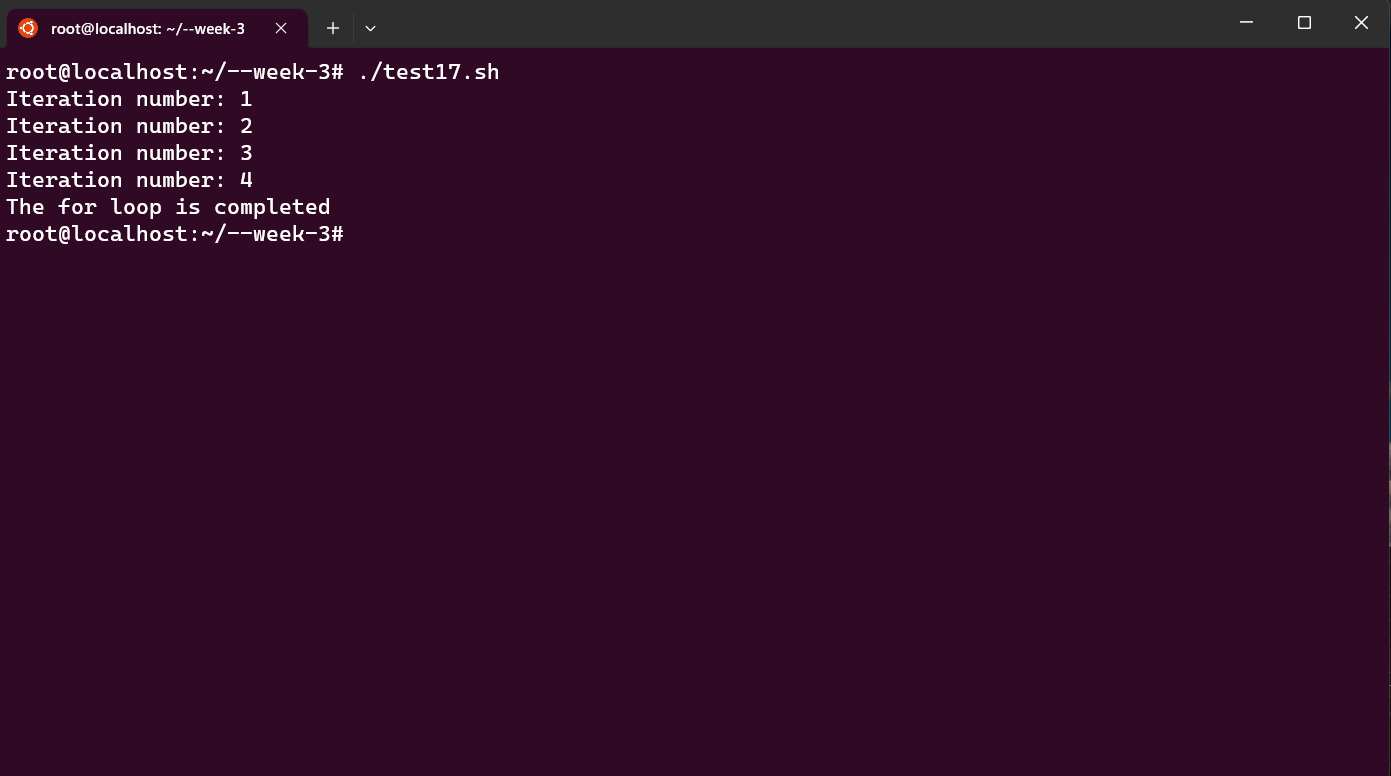 root@localhost: ~/--week-3
root@localhost:~/--week-3# ./test17.sh
Iteration number: 1
Iteration number: 2
Iteration number: 3
Iteration number: 4
The for loop is completed
root@localhost:~/--week-3#